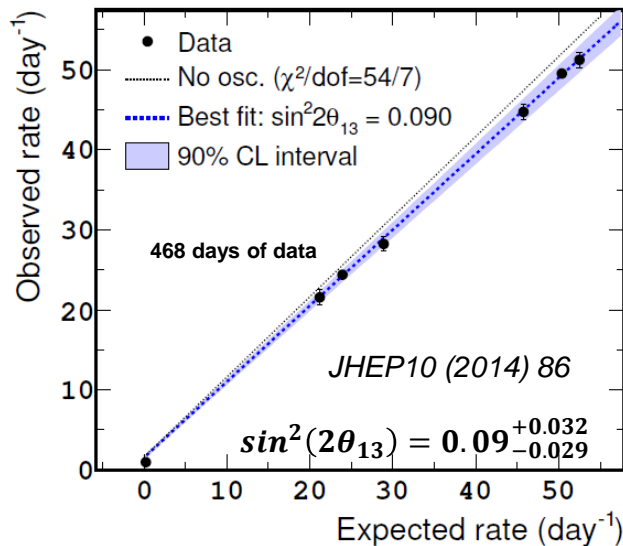 Observed rate (day⁻¹)
Data
No osc. (χ²/dof=54/7)
Best fit: sin²2θ₁₃ = 0.090
90% CL interval
468 days of data
JHEP10 (2014) 86
sin²(2θ₁₃) = 0.09 +0.032 −0.029
50
40
30
20
10
0
0 10 20 30 40 50
Expected rate (day⁻¹)